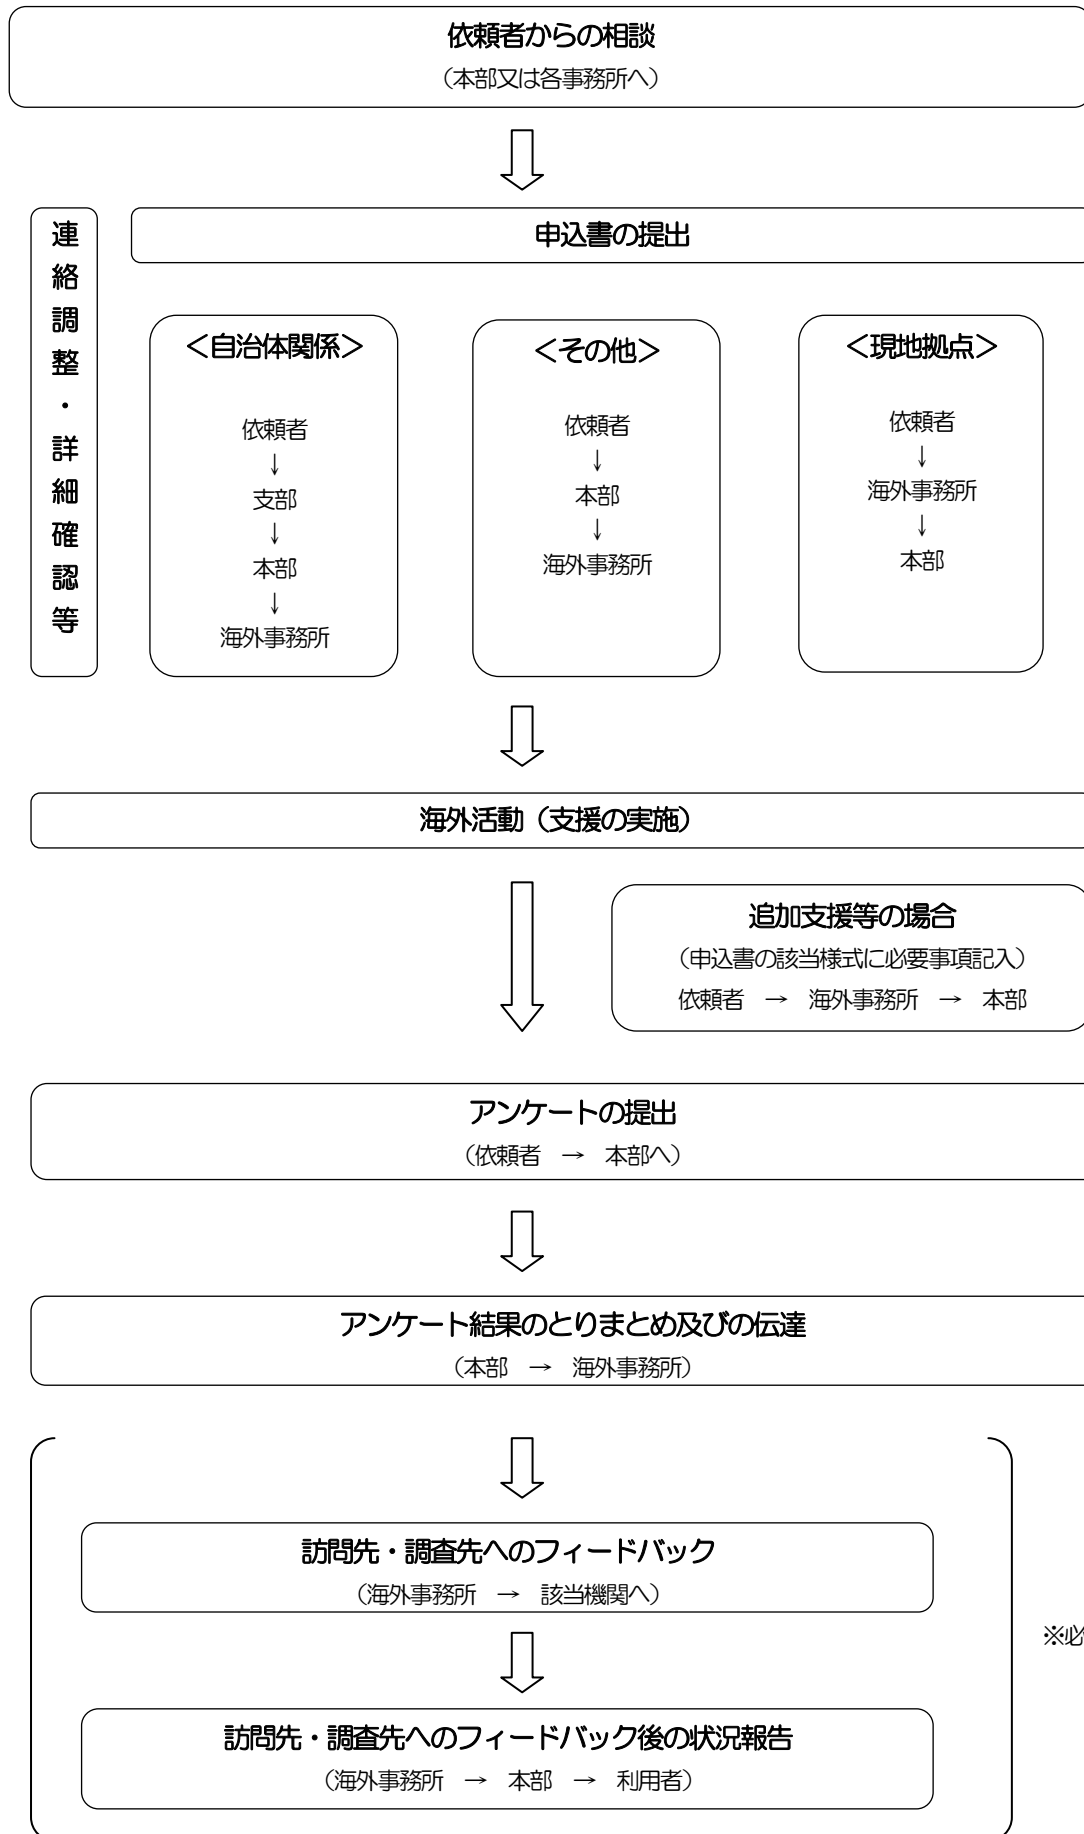 依頼者からの相談
（本部又は各事務所へ）
連絡調整・詳細確認等
申込書の提出
＜自治体関係＞
依頼者
↓
支部
↓
本部
↓
海外事務所
＜その他＞
依頼者
↓
本部
↓
海外事務所
＜現地拠点＞
依頼者
↓
海外事務所
↓
本部
海外活動（支援の実施）
追加支援等の場合
（申込書の該当様式に必要事項記入）
依頼者　→　海外事務所　→　本部
アンケートの提出
（依頼者　→　本部へ）
アンケート結果のとりまとめ及びの伝達
（本部　→　海外事務所）
訪問先・調査先へのフィードバック
（海外事務所　→　該当機関へ）
※必
訪問先・調査先へのフィードバック後の状況報告
（海外事務所　→　本部　→　利用者）